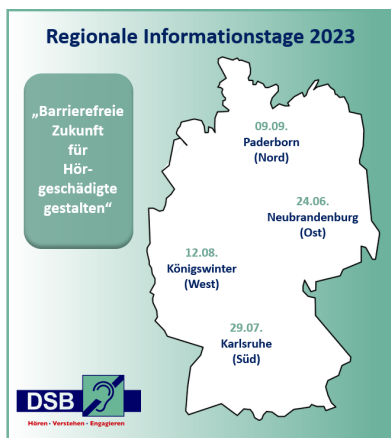 Regionale Informationstage 2023
„Barrierefreie
Zukunft
für
Hör-
geschädigte
gestalten“
09.09.
Paderborn
(Nord)
24.06.
Neubrandenburg
(Ost)
12.08.
Königswinter
(West)
29.07.
Karlsruhe
(Süd)
DSB
Hören - Verstehen - Engagieren